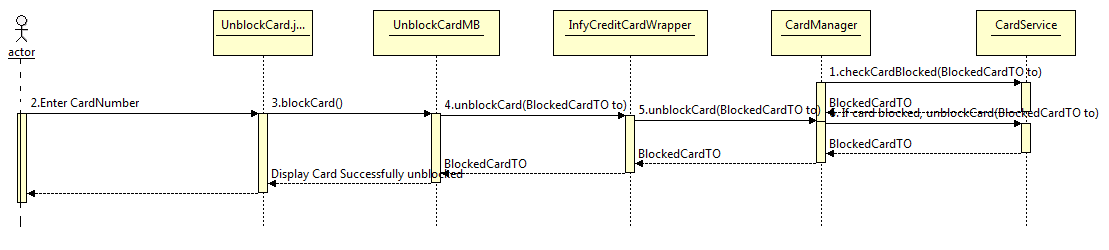 UnblockCard.j...
UnblockCardMB
InfyCreditCardWrapper
CardManager
CardService
actor
1.checkCardBlocked(BlockedCardTO to)
2.Enter CardNumber
3.blockCard()
4.unblockCard(BlockedCardTO to)
5.unblockCard(BlockedCardTO to)
BlockedCardTO
If card blocked, unblockCard(BlockedCardTO to)
BlockedCardTO
BlockedCardTO
BlockedCardTO
Display Card Successfully unblocked